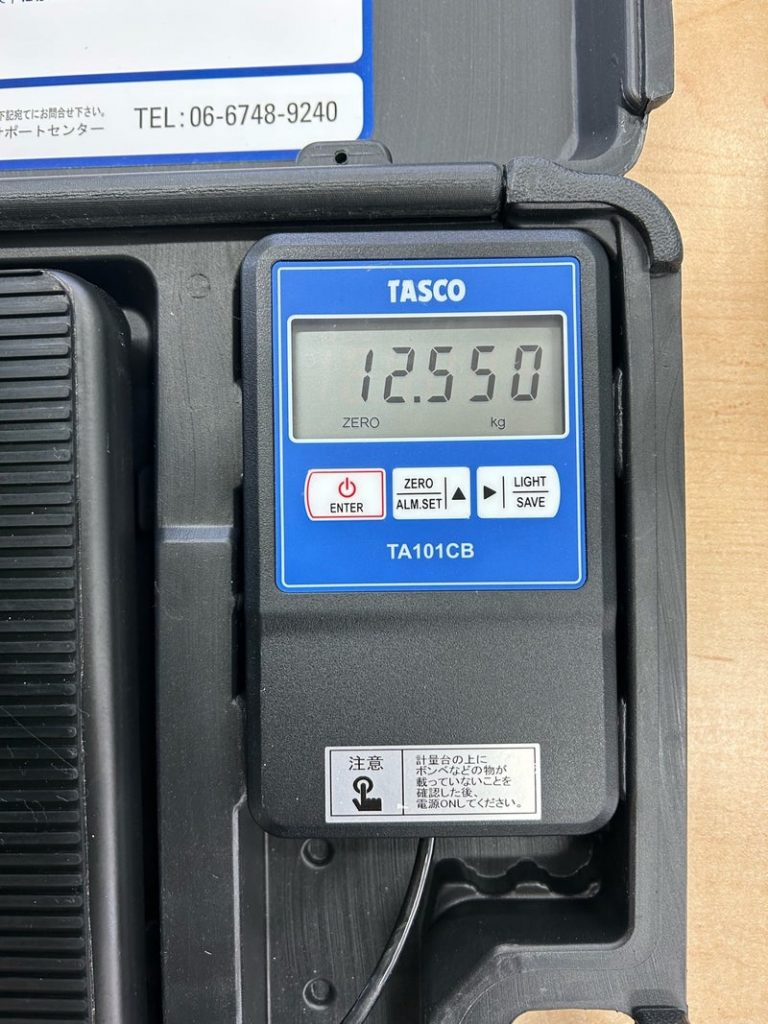 下記宛てにお問合せ下さい。
サポートセンター
TEL:06-6748-9240
TASCO
12.550
ZERO kg
ENTER
ZERO
ALM.SET
LIGHT
SAVE
TA101CB
注意
計量台の上に
ボンベなどの物が
載っていないことを
確認した後、
電源ONしてください。